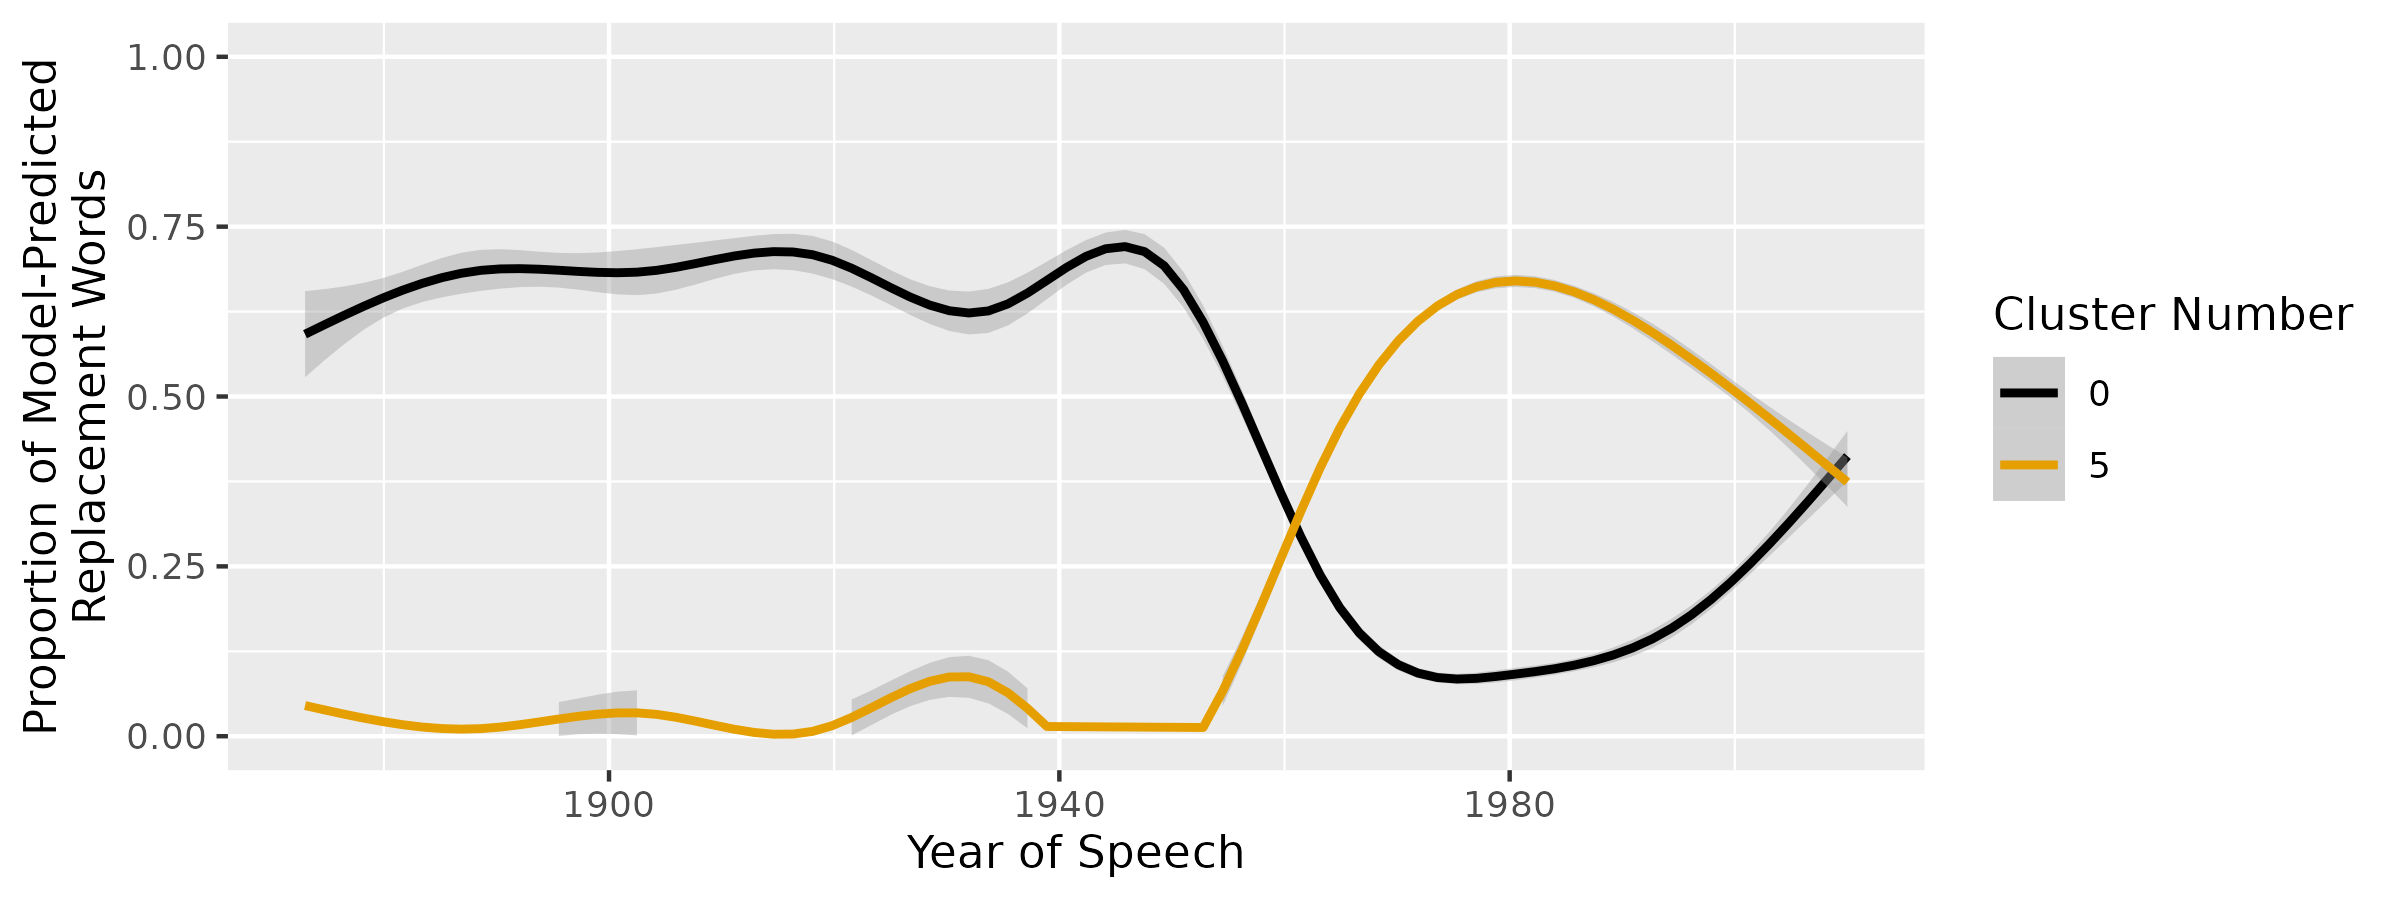 Proportion of Model-Predicted
Replacement Words
1.00
0.75
0.50
0.25
0.00
1900
1940
1980
Year of Speech
Cluster Number
0
5